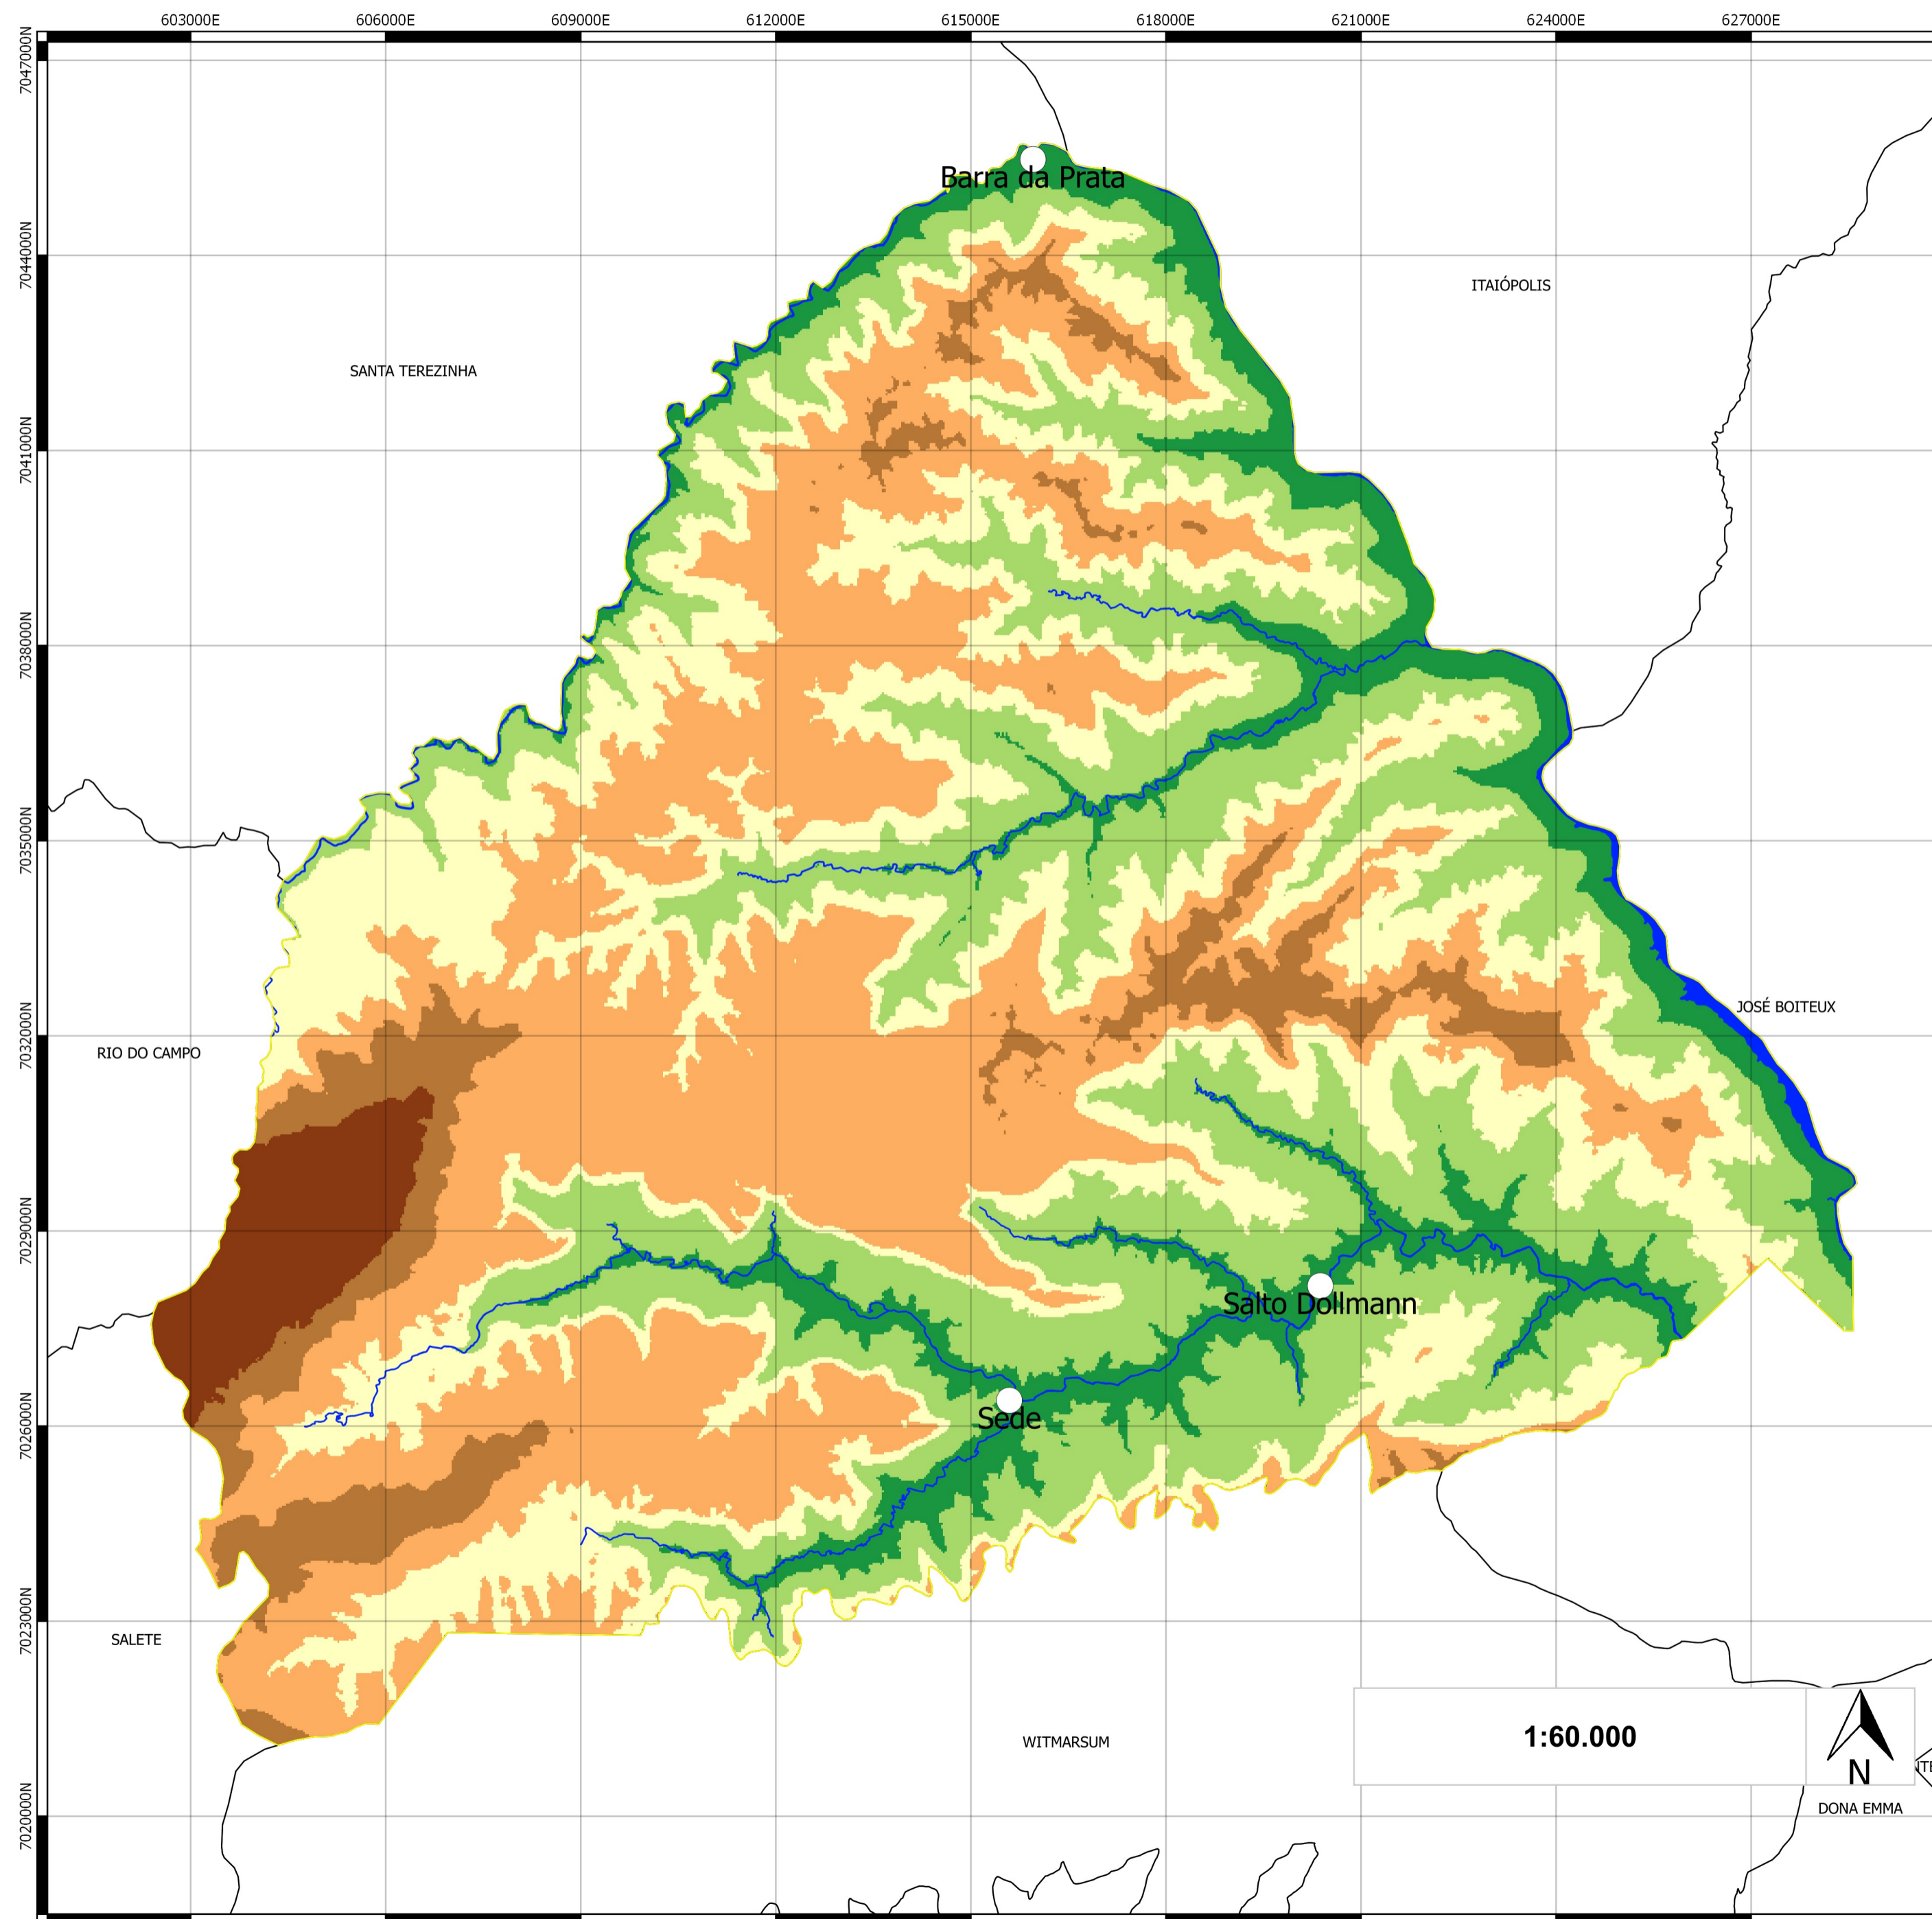 603000E 606000E 609000E 612000E 615000E 618000E 621000E 624000E 627000E
7047000N
Barra da Prata
7044000N
ITAIÓPOLIS
SANTA TEREZINHA
7041000N
7038000N
7035000N
7032000N
JOSÉ BOITEUX
RIO DO CAMPO
7029000N
Salto Dollmann
7026000N
Sede
7023000N
SALETE
WITMARSUM
1:60.000
N
7020000N
DONA EMMA